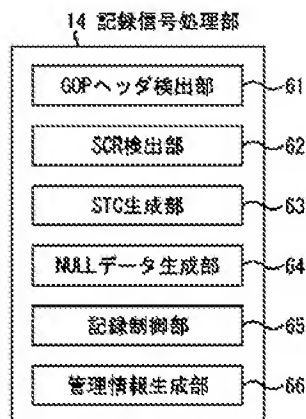 14 記録信号処理部
GOPヘッダ検出部 61
SCR検出部 62
STC生成部 63
NULLデータ生成部 64
記録制御部 65
管理情報生成部 66